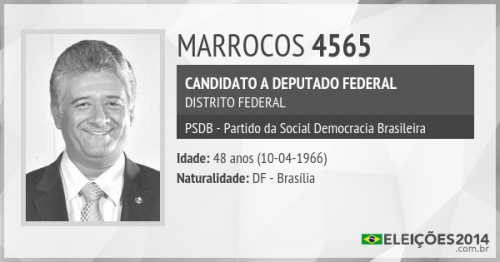 MARROCOS 4565
CANDIDATO A DEPUTADO FEDERAL
DISTRITO FEDERAL
PSDB - Partido da Social Democracia Brasileira
Idade: 48 anos (10-04-1966)
Naturalidade: DF - Brasília
ELEIÇÕES2014
.com.br